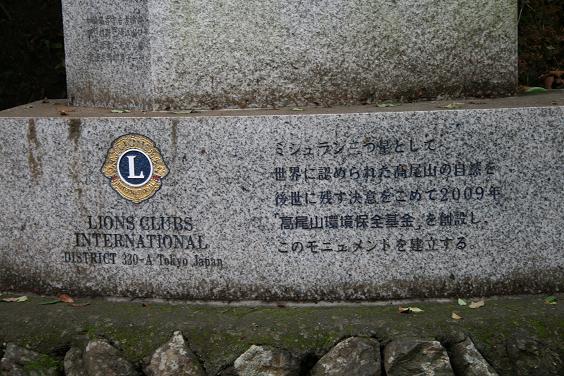 LIONS CLUBS
INTERNATIONAL
DISTRICT 330-A Tokyo Japan
L
ミシュラン三つ星として
世界に認められた高尾山の自然を
後世に残す決意をこめて2009年
"高尾山環境保全基金"を創設し
このモニュメントを建立する